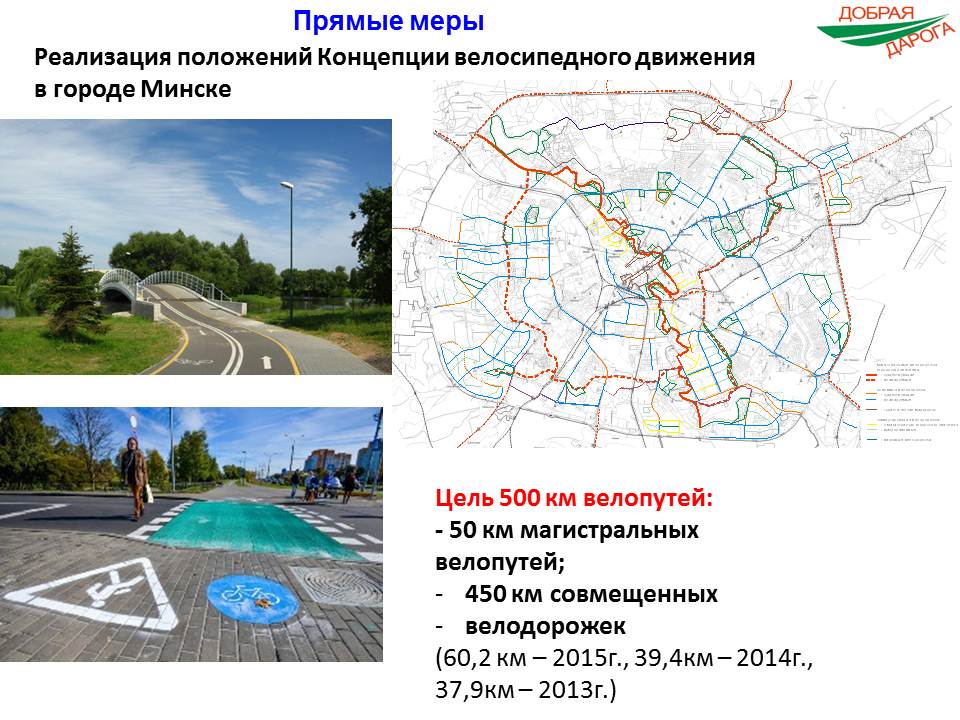 Прямые меры
ДОБРАЯ
ДАРОГА
Реализация положений Концепции велосипедного движения
в городе Минске
Цель 500 км велопутей:
- 50 км магистральных
велопутей;
- 450 км совмещенных
- велодорожек
(60,2 км – 2015г., 39,4км – 2014г.,
37,9км – 2013г.)